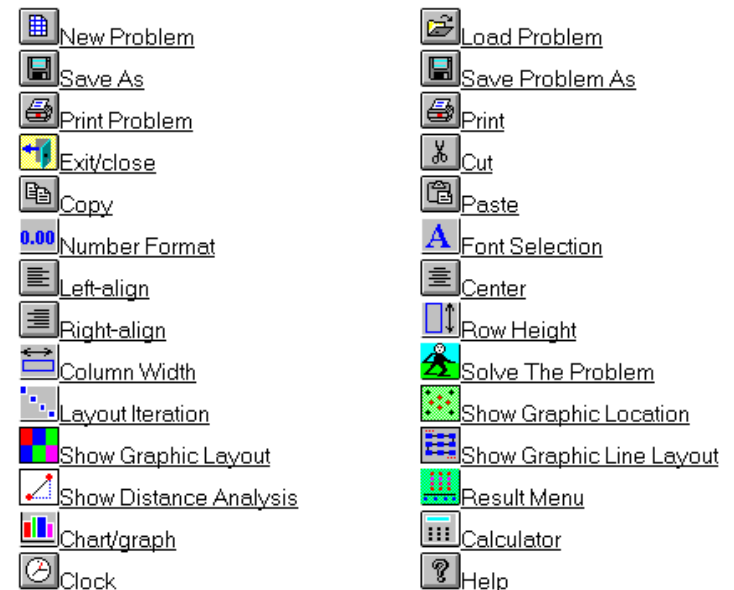 New Problem Load Problem
Save As Save Problem As
Print Problem Print
Exit/close Cut
Copy Paste
0.00 Number Format A Font Selection
Left-align Center
Right-align Row Height
Column Width Solve The Problem
Layout Iteration Show Graphic Location
Show Graphic Layout Show Graphic Line Layout
Show Distance Analysis Result Menu
Chart/graph Calculator
Clock ? Help